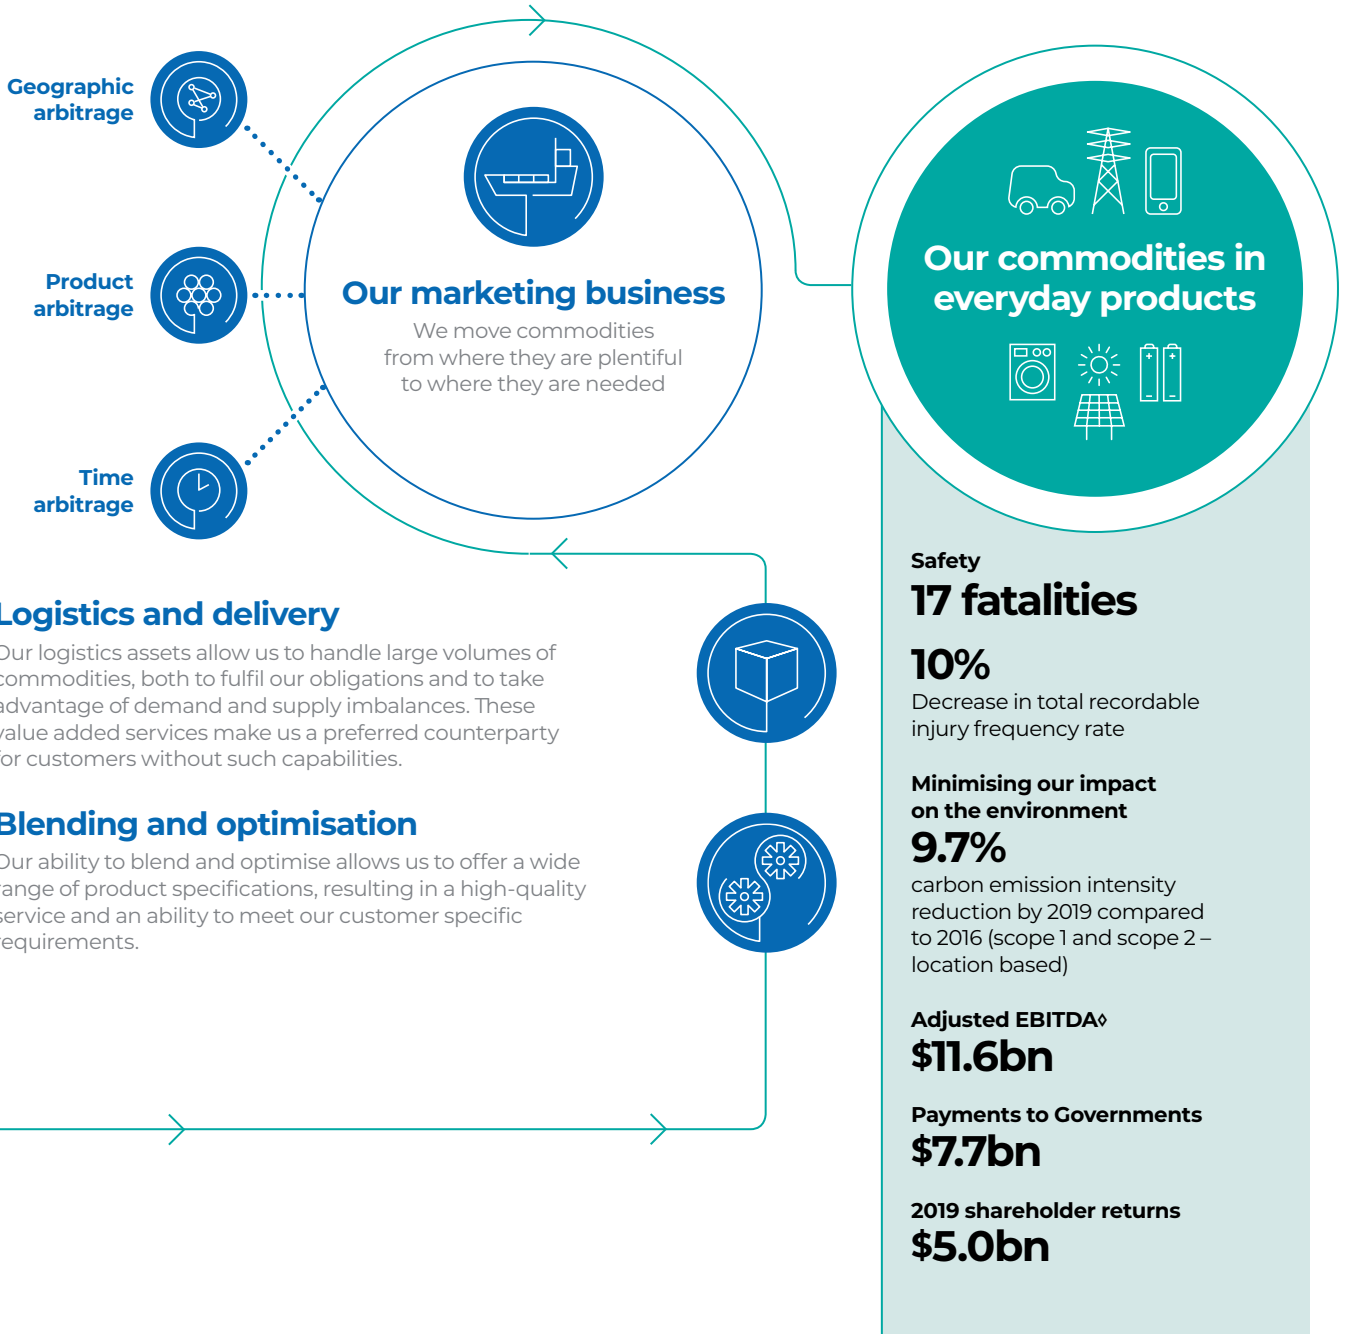 Geographic
arbitrage
Product
arbitrage
Time
arbitrage
Our marketing business
We move commodities
from where they are plentiful
to where they are needed
Logistics and delivery
Our logistics assets allow us to handle large volumes of
commodities, both to fulfil our obligations and to take
advantage of demand and supply imbalances. These
value added services make us a preferred counterparty
for customers without such capabilities.
Blending and optimisation
Our ability to blend and optimise allows us to offer a wide
range of product specifications, resulting in a high-quality
service and an ability to meet our customer specific
requirements.
Our commodities in
everyday products
Safety
17 fatalities
10%
Decrease in total recordable
injury frequency rate
Minimising our impact
on the environment
9.7%
carbon emission intensity
reduction by 2019 compared
to 2016 (scope 1 and scope 2 –
location based)
Adjusted EBITDA◊
$11.6bn
Payments to Governments
$7.7bn
2019 shareholder returns
$5.0bn